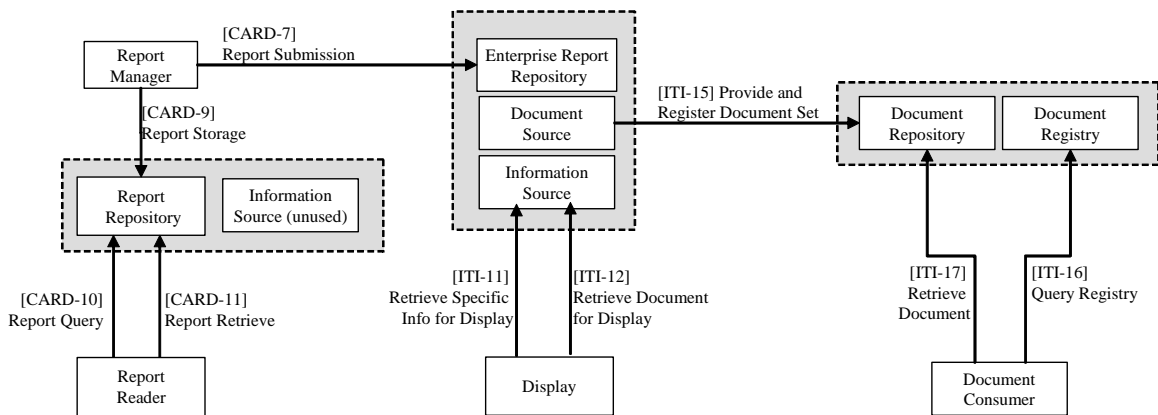 [CARD-7]
Report Submission
Report
Manager
Enterprise Report
Repository
[ITI-15] Provide and
Register Document Set
[CARD-9]
Report Storage
Document
Source
Document
Repository
Document
Registry
Information
Source
Report
Repository
Information
Source (unused)
[CARD-10]
Report Query
[CARD-11]
Report Retrieve
[ITI-11]
Retrieve Specific
Info for Display
[ITI-12]
Retrieve Document
for Display
[ITI-17]
Retrieve
Document
[ITI-16]
Query Registry
Report
Reader
Display
Document
Consumer